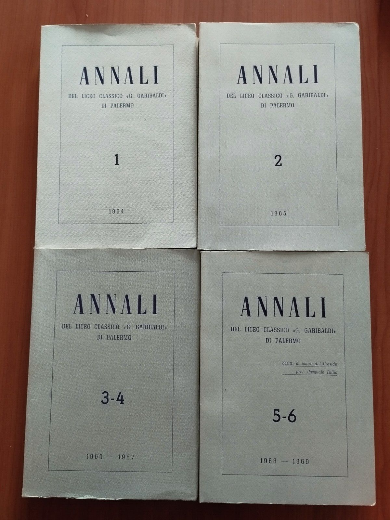 ANNALI
DEL LICEO CLASSICO «G. GARIBALDI»
DI PALERMO
1
1964
ANNALI
DEL LICEO CLASSICO «G. GARIBALDI»
DI PALERMO
2
1965
ANNALI
DEL LICEO CLASSICO «G. GARIBALDI»
DI PALERMO
3-4
1966 - 1967
ANNALI
DEL LICEO CLASSICO «G. GARIBALDI»
DI PALERMO
5-6
1968 — 1969